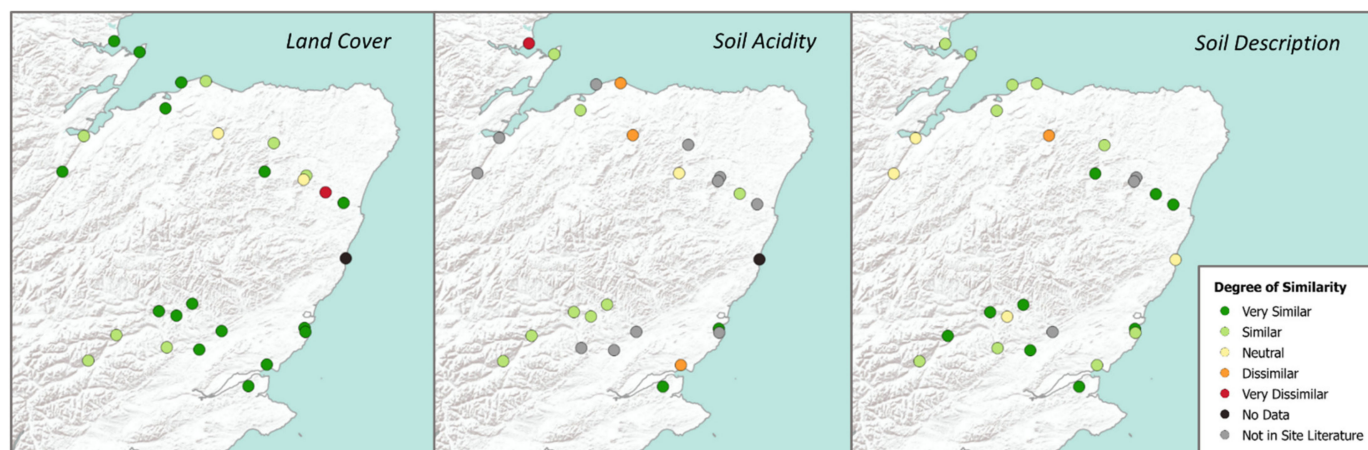 Land Cover
Soil Acidity
Soil Description
Degree of Similarity
Very Similar
Similar
Neutral
Dissimilar
Very Dissimilar
No Data
Not in Site Literature